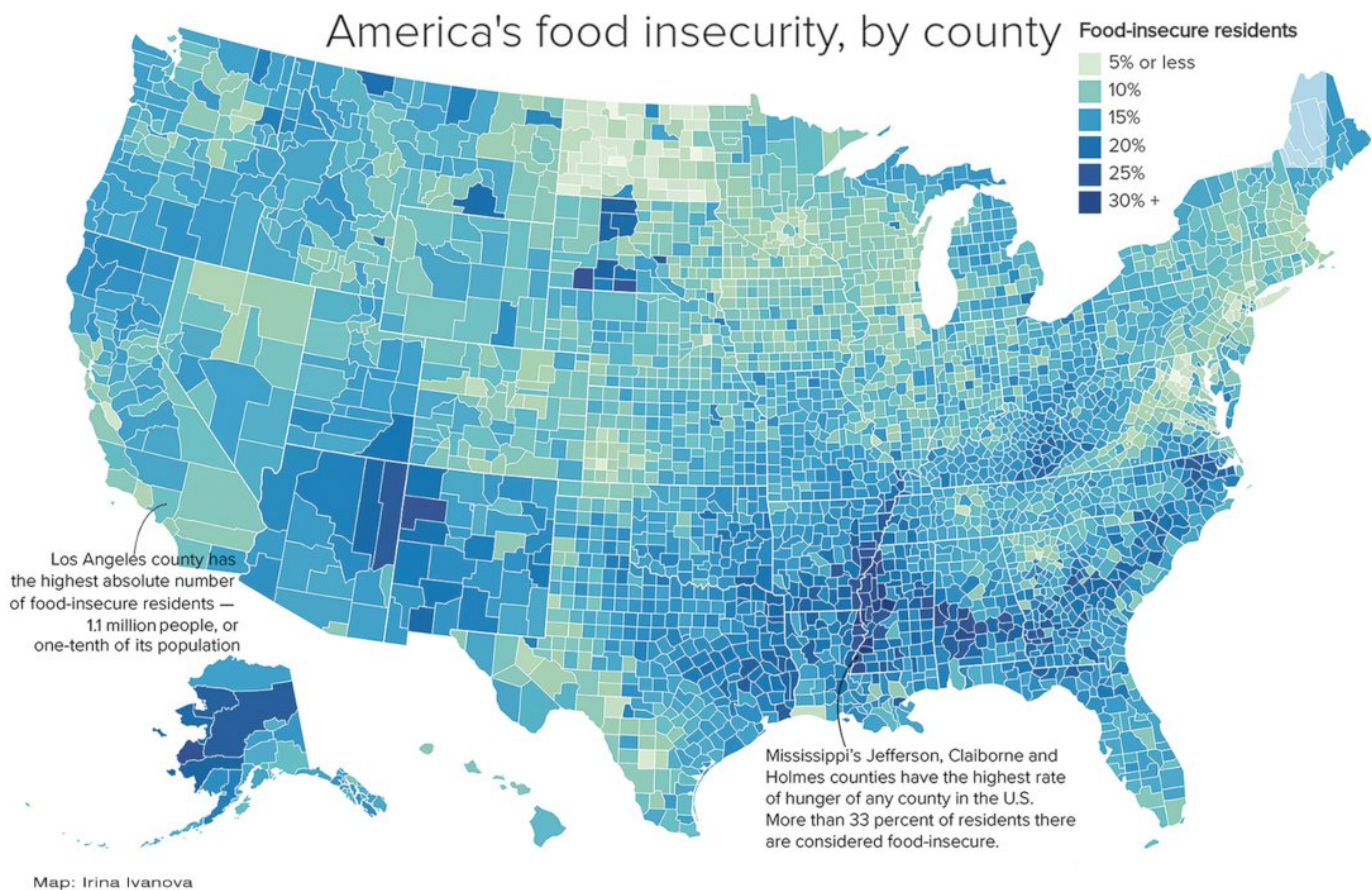 America's food insecurity, by county
Food-insecure residents
5% or less
10%
15%
20%
25%
30% +
Los Angeles county has
the highest absolute number
of food-insecure residents —
1.1 million people, or
one-tenth of its population
Mississippi's Jefferson, Claiborne and
Holmes counties have the highest rate
of hunger of any county in the U.S.
More than 33 percent of residents there
are considered food-insecure.
Map: Irina Ivanova